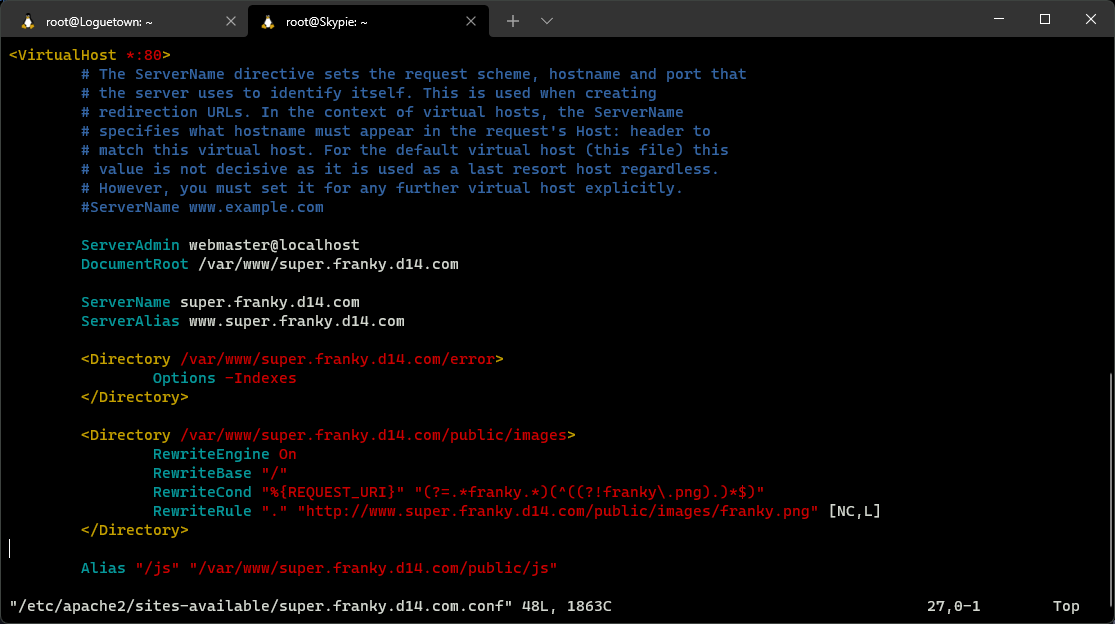 root@Loguetown: ~
root@Skypie: ~
<VirtualHost *:80>
# The ServerName directive sets the request scheme, hostname and port that
# the server uses to identify itself. This is used when creating
# redirection URLs. In the context of virtual hosts, the ServerName
# specifies what hostname must appear in the request's Host: header to
# match this virtual host. For the default virtual host (this file) this
# value is not decisive as it is used as a last resort host regardless.
# However, you must set it for any further virtual host explicitly.
#ServerName www.example.com
ServerAdmin webmaster@localhost
DocumentRoot /var/www/super.franky.d14.com
ServerName super.franky.d14.com
ServerAlias www.super.franky.d14.com
<Directory /var/www/super.franky.d14.com/error>
Options -Indexes
</Directory>
<Directory /var/www/super.franky.d14.com/public/images>
RewriteEngine On
RewriteBase "/"
RewriteCond "%{REQUEST_URI}" "(?=.*franky.*)(^((?!franky\.png).)*$)"
RewriteRule "." "http://www.super.franky.d14.com/public/images/franky.png" [NC,L]
</Directory>
Alias "/js" "/var/www/super.franky.d14.com/public/js"
"/etc/apache2/sites-available/super.franky.d14.com.conf" 48L, 1863C 27,0-1 Top